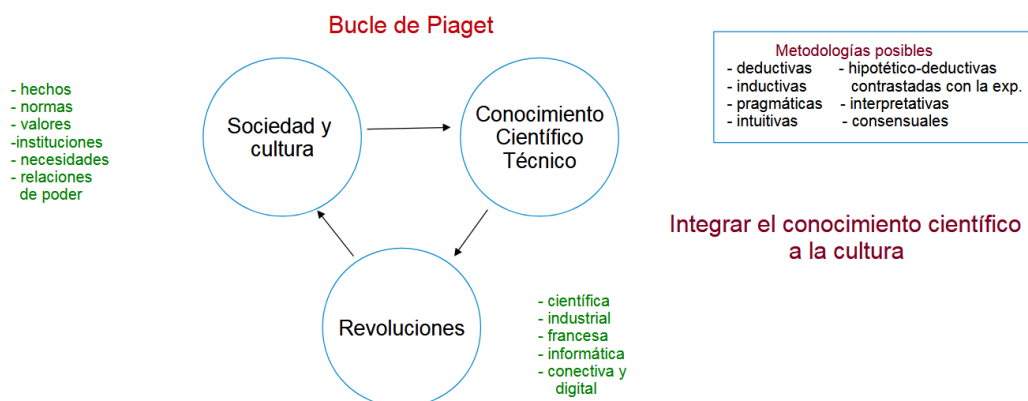 Bucle de Piaget
- hechos
- normas
- valores
-instituciones
- necesidades
- relaciones
de poder
Sociedad y
cultura
Conocimiento
Científico
Técnico
Revoluciones
- científica
- industrial
- francesa
- informática
- conectiva y
digital
Metodologías posibles
- deductivas - hipotético-deductivas
- inductivas contrastadas con la exp.
- pragmáticas - interpretativas
- intuitivas - consensuales
Integrar el conocimiento científico
a la cultura